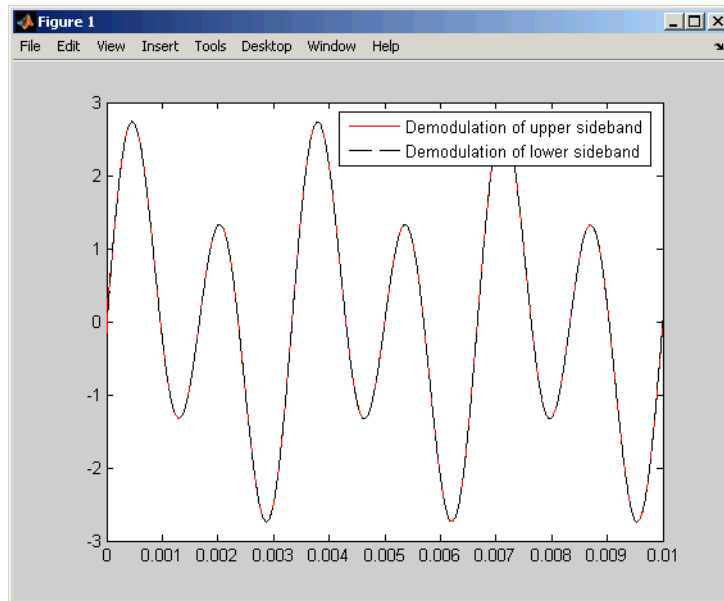 Figure 1
File Edit View Insert Tools Desktop Window Help
3
Demodulation of upper sideband
Demodulation of lower sideband
2
1
0
-1
-2
-3
0 0.001 0.002 0.003 0.004 0.005 0.006 0.007 0.008 0.009 0.01